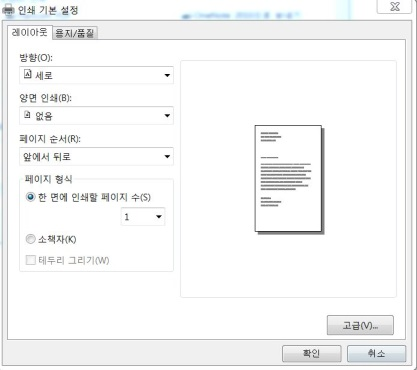 인쇄 기본 설정
레이아웃 용지/품질
방향(O):
세로
양면 인쇄(B):
없음
페이지 순서(R):
앞에서 뒤로
페이지 형식
한 면에 인쇄할 페이지 수(S)
1
소책자(K)
테두리 그리기(W)
고급(V)...
확인 취소